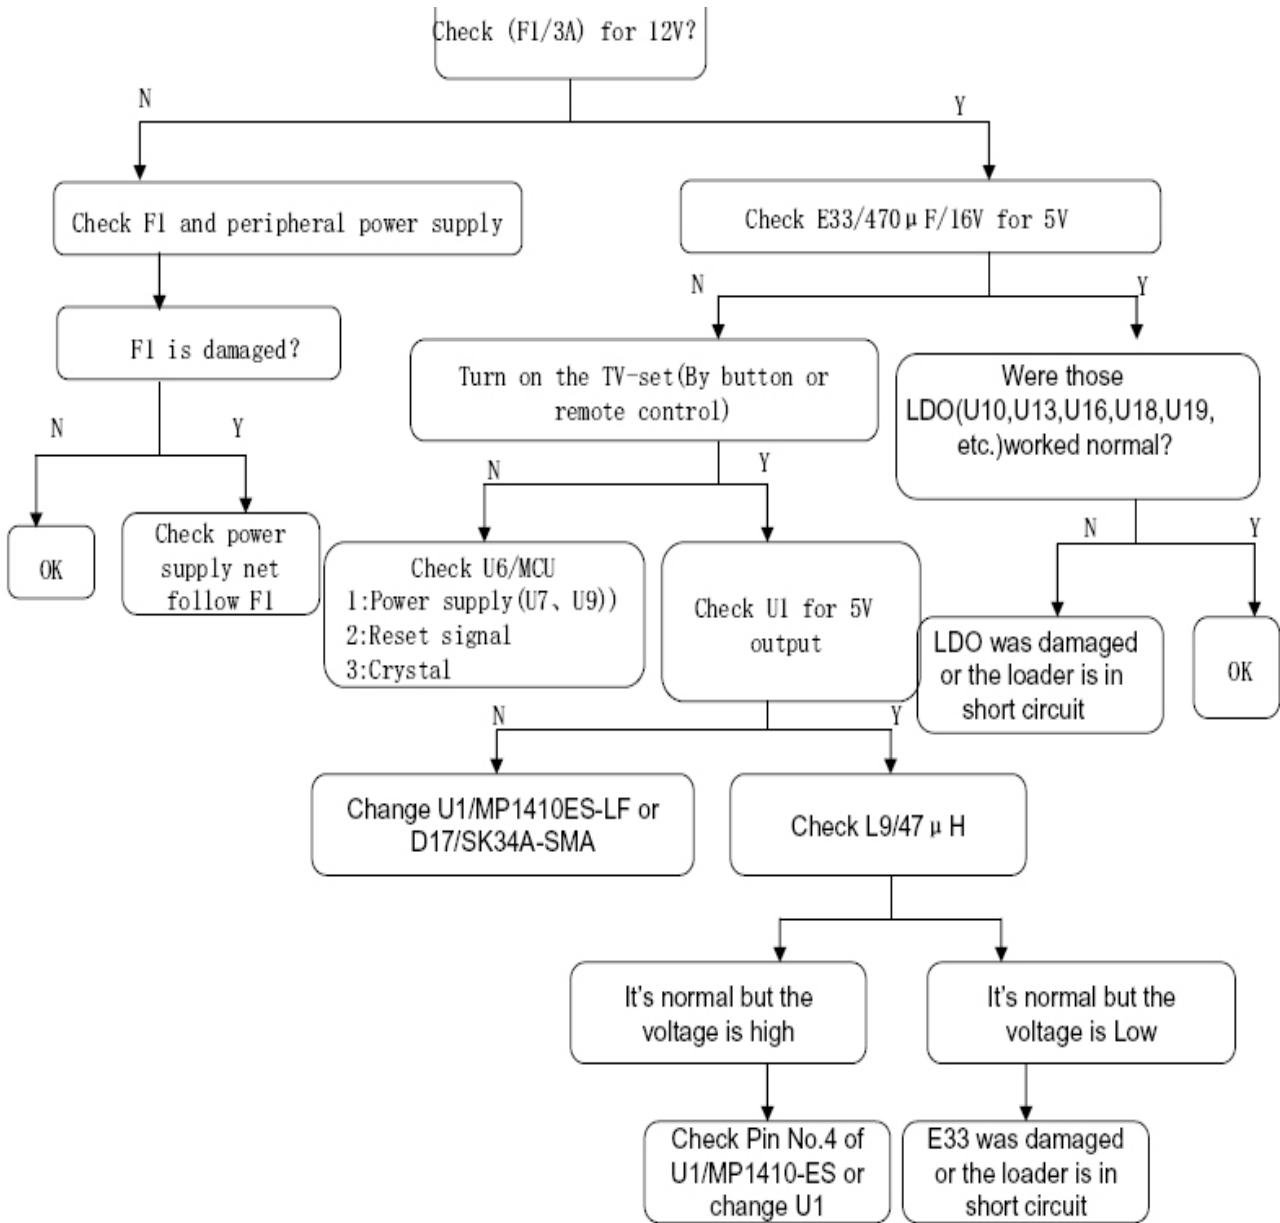 Check (F1/3A) for 12V?
N
Y
Check F1 and peripheral power supply
Check E33/470μF/16V for 5V
N
Y
F1 is damaged?
Turn on the TV-set(By button or
remote control)
Were those
LDO(U10,U13,U16,U18,U19,
etc.)worked normal?
N
Y
N
Y
N
Y
OK
Check power
supply net
follow F1
Check U6/MCU
1:Power supply(U7、U9))
2:Reset signal
3:Crystal
Check U1 for 5V
output
LDO was damaged
or the loader is in
short circuit
OK
N
Y
Change U1/MP1410ES-LF or
D17/SK34A-SMA
Check L9/47μH
It's normal but the
voltage is high
It's normal but the
voltage is Low
Check Pin No.4 of
U1/MP1410-ES or
change U1
E33 was damaged
or the loader is in
short circuit